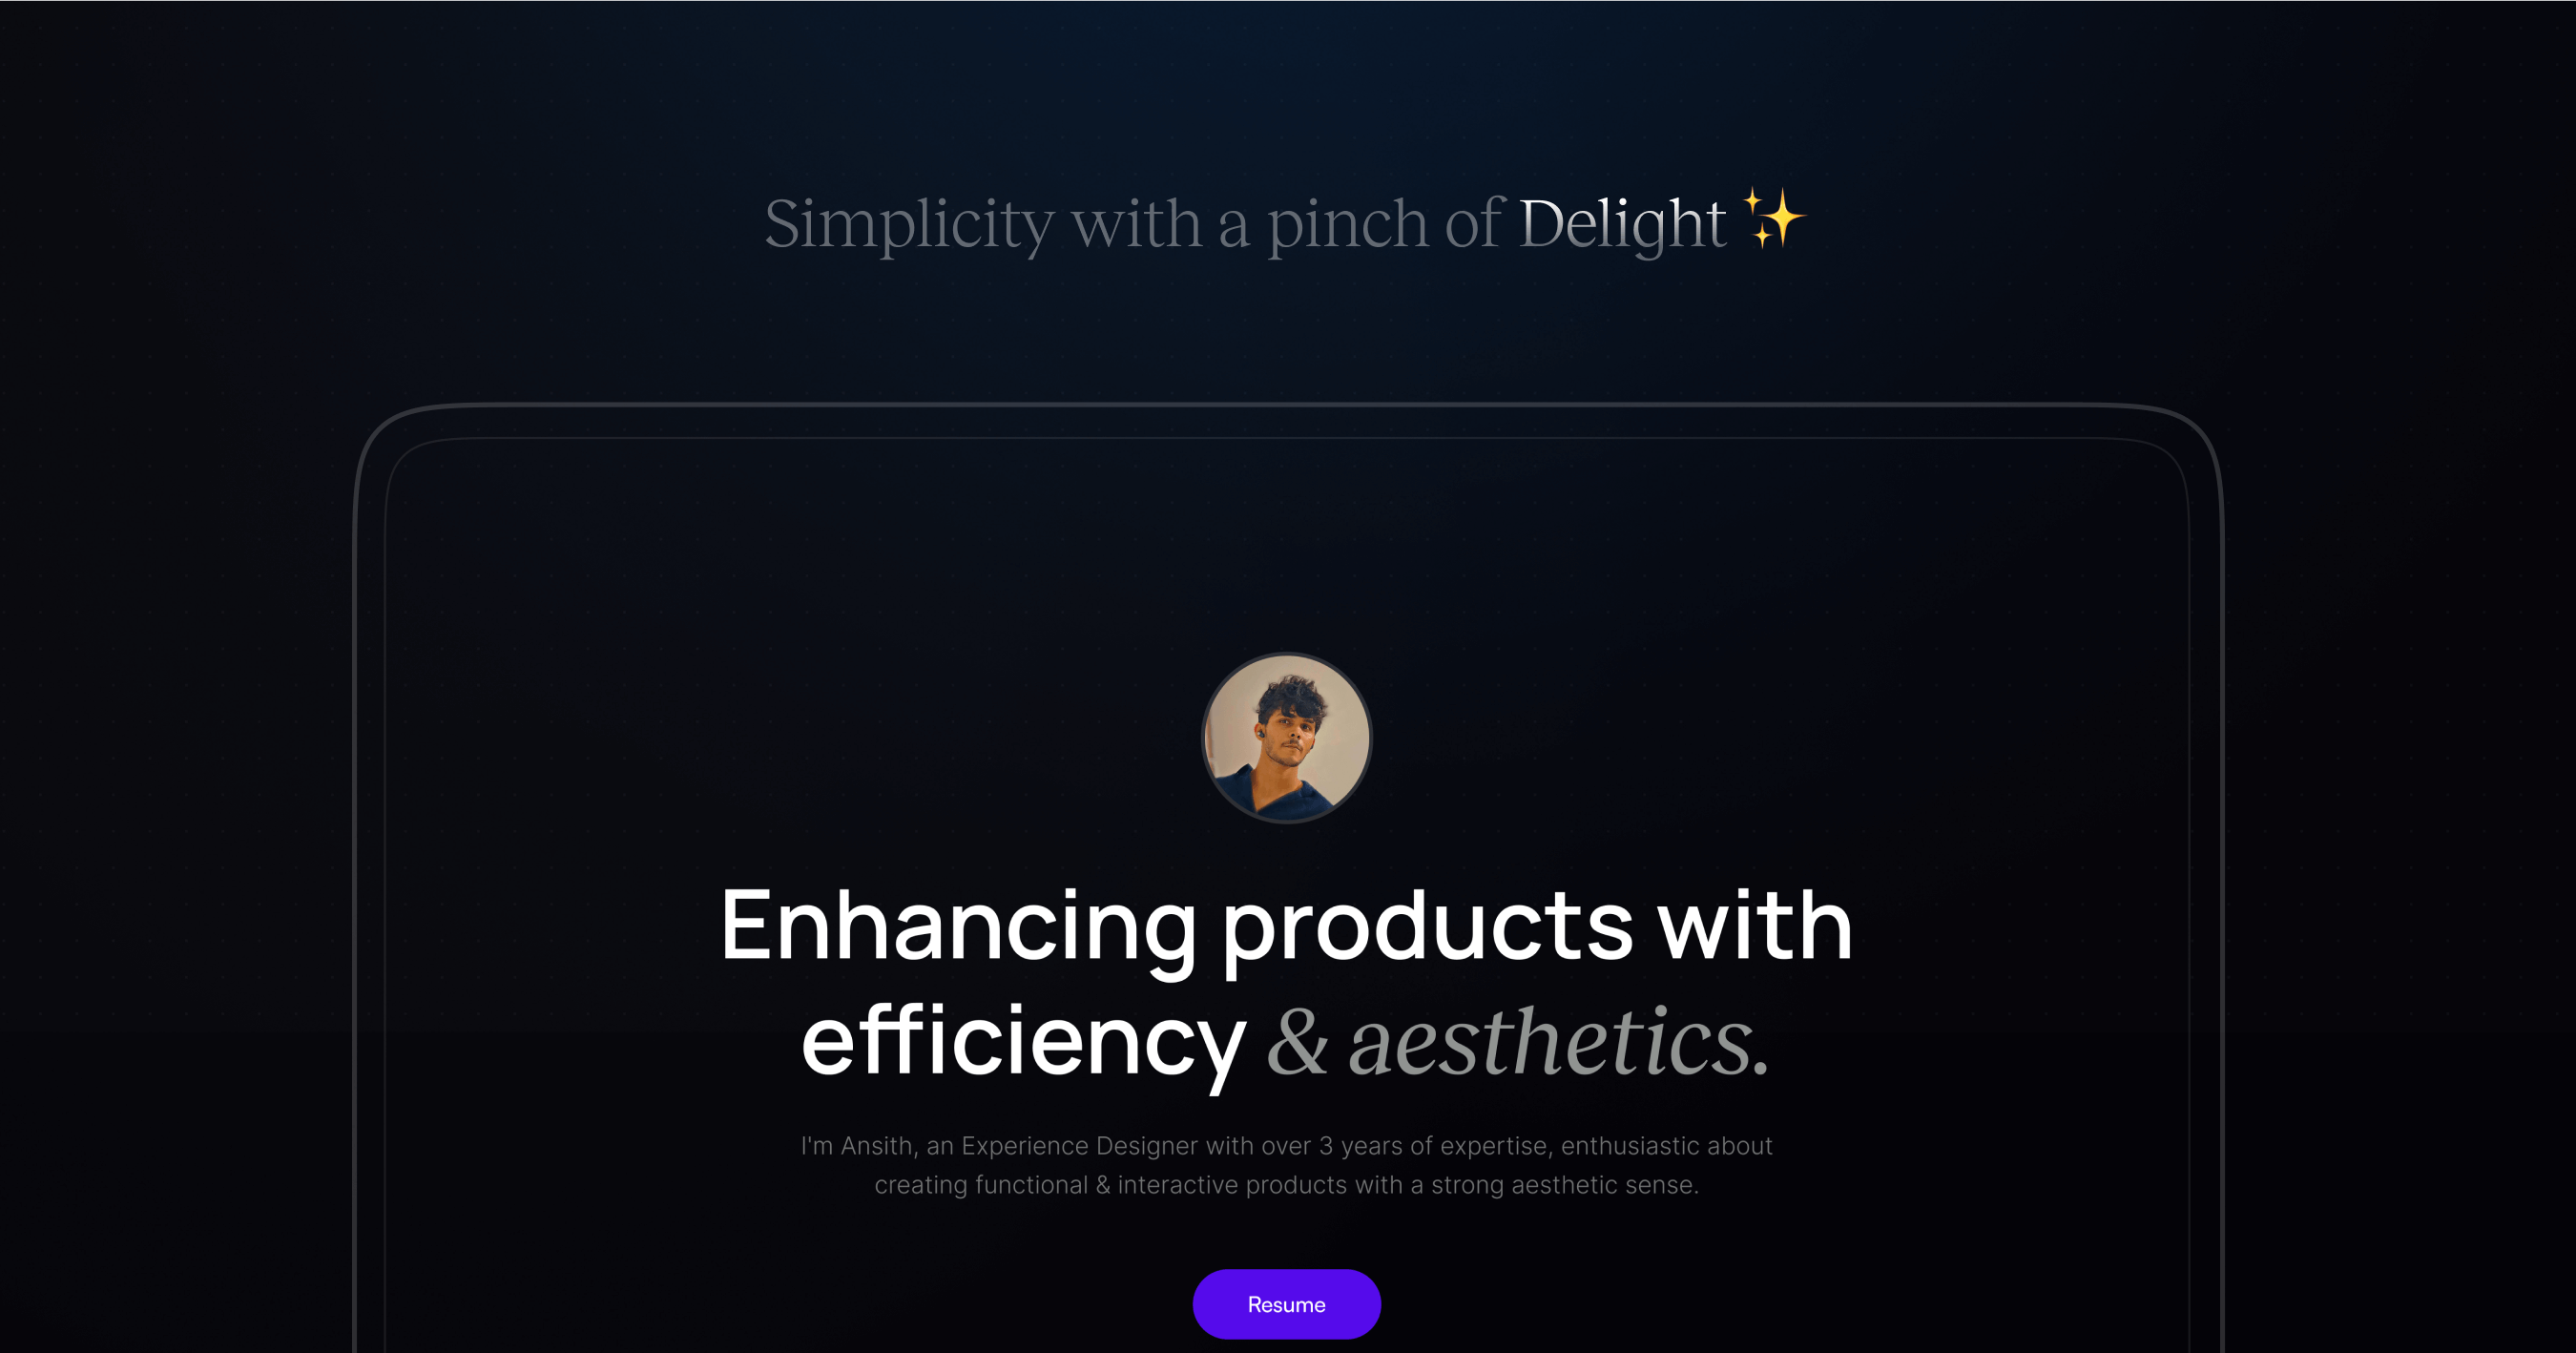 Simplicity with a pinch of Delight ✨
Enhancing products with
efficiency & aesthetics.
I'm Ansith, an Experience Designer with over 3 years of expertise, enthusiastic about
creating functional & interactive products with a strong aesthetic sense.
Resume